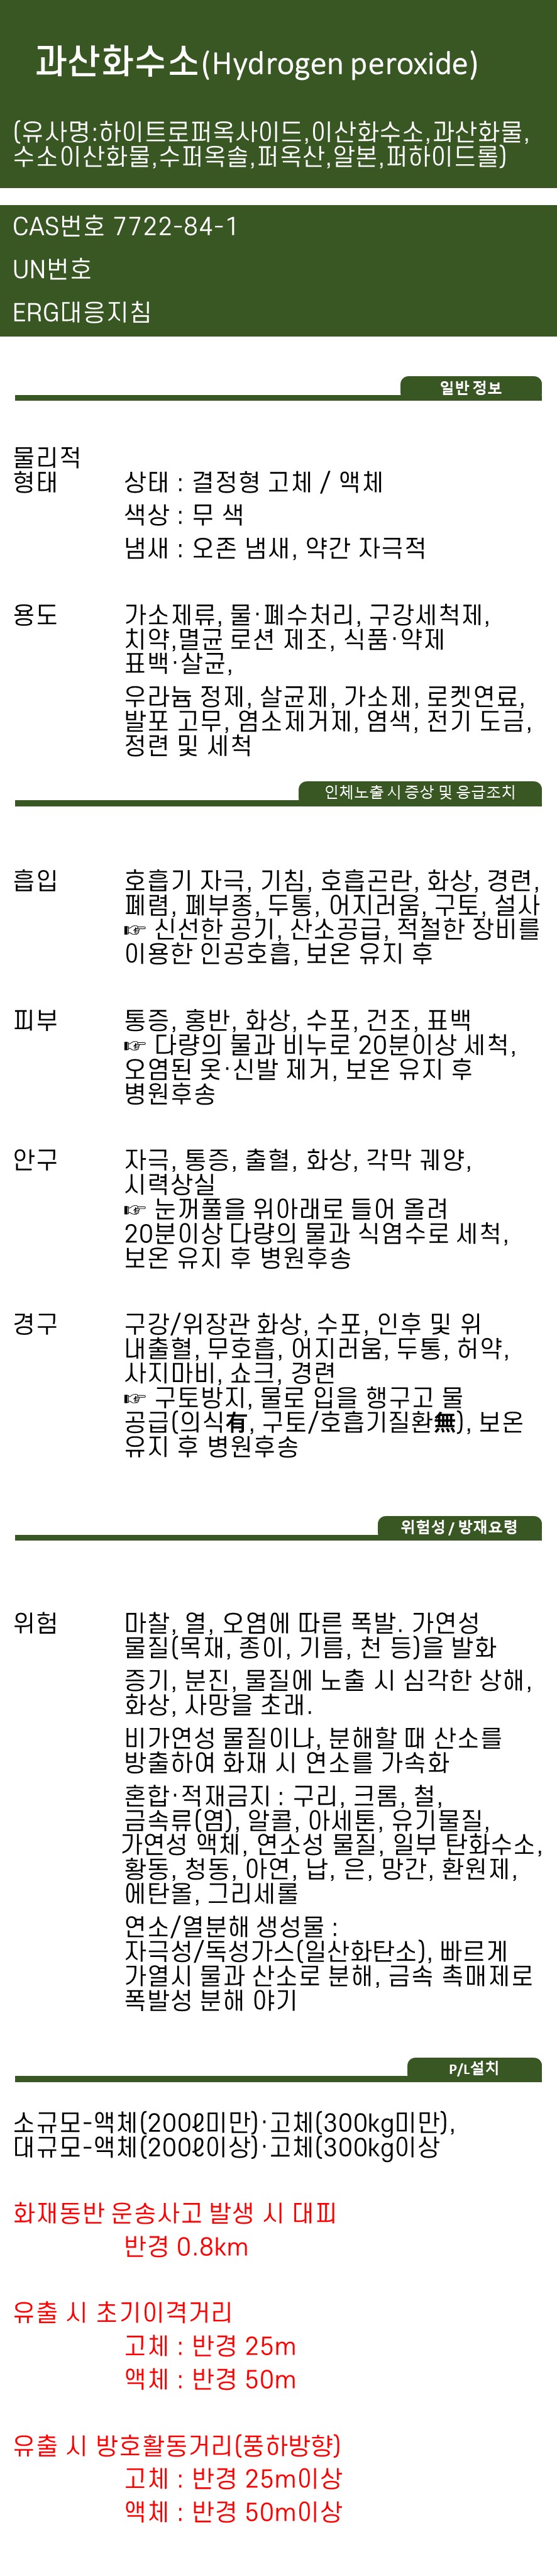 과산화수소(Hydrogen peroxide)
(유사명:하이트로퍼옥사이드,이산화수소,과산화물,
수소이산화물,수퍼옥솔,퍼옥산,알본,퍼하이드롤)
CAS번호 7722-84-1
UN번호
ERG대응지침
일반 정보
물리적
형태 상태 : 결정형 고체 / 액체
색상 : 무 색
냄새 : 오존 냄새, 약간 자극적
용도 가소제류, 물·폐수처리, 구강세척제,
치약,멸균 로션 제조, 식품·약제
표백·살균,
우라늄 정제, 살균제, 가소제, 로켓연료,
발포 고무, 염소제거제, 염색, 전기 도금,
정련 및 세척
인체노출 시 증상 및 응급조치
흡입 호흡기 자극, 기침, 호흡곤란, 화상, 경련,
폐렴, 폐부종, 두통, 어지러움, 구토, 설사
☞ 신선한 공기, 산소공급, 적절한 장비를
이용한 인공호흡, 보온 유지 후
피부 통증, 홍반, 화상, 수포, 건조, 표백
☞ 다량의 물과 비누로 20분이상 세척,
오염된 옷·신발 제거, 보온 유지 후
병원후송
안구 자극, 통증, 출혈, 화상, 각막 궤양,
시력상실
☞ 눈꺼풀을 위아래로 들어 올려
20분이상 다량의 물과 식염수로 세척,
보온 유지 후 병원후송
경구 구강/위장관 화상, 수포, 인후 및 위
내출혈, 무호흡, 어지러움, 두통, 허약,
사지마비, 쇼크, 경련
☞ 구토방지, 물로 입을 행구고 물
공급(의식有, 구토/호흡기질환無), 보온
유지 후 병원후송
위험성 / 방재요령
위험 마찰, 열, 오염에 따른 폭발. 가연성
물질(목재, 종이, 기름, 천 등)을 발화
증기, 분진, 물질에 노출 시 심각한 상해,
화상, 사망을 초래.
비가연성 물질이나, 분해할 때 산소를
방출하여 화재 시 연소를 가속화
혼합·적재금지 : 구리, 크롬, 철,
금속류(염), 알콜, 아세톤, 유기물질,
가연성 액체, 연소성 물질, 일부 탄화수소,
황동, 청동, 아연, 납, 은, 망간, 환원제,
에탄올, 그리세롤
연소/열분해 생성물 :
자극성/독성가스(일산화탄소), 빠르게
가열시 물과 산소로 분해, 금속 촉매제로
폭발성 분해 야기
P/L설치
소규모-액체(200ℓ미만)·고체(300kg미만),
대규모-액체(200ℓ이상)·고체(300kg이상
화재동반 운송사고 발생 시 대피
반경 0.8km
유출 시 초기이격거리
고체 : 반경 25m
액체 : 반경 50m
유출 시 방호활동거리(풍하방향)
고체 : 반경 25m이상
액체 : 반경 50m이상